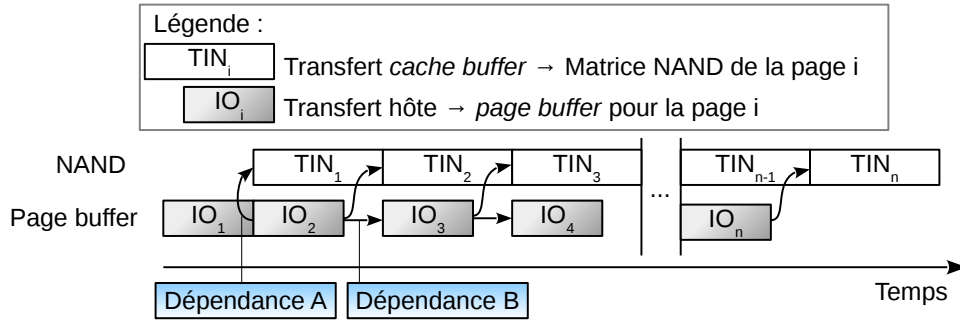 Légende :
TINi Transfert cache buffer → Matrice NAND de la page i
IOi Transfert hôte → page buffer pour la page i
NAND TIN1 TIN2 TIN3 ... TINn-1 TINn
Page buffer IO1 IO2 IO3 IO4 IOn
Temps
Dépendance A Dépendance B